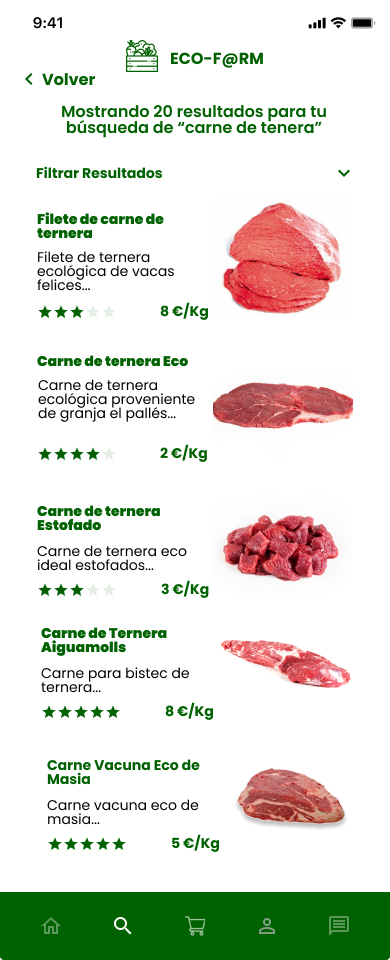 9:41
ECO-F@RM
Volver
Mostrando 20 resultados para tu
búsqueda de “carne de tenera”
Filtrar Resultados
Filete de carne de
ternera
Filete de ternera
ecológica de vacas
felices...
8 €/Kg
Carne de ternera Eco
Carne de ternera
ecológica proveniente
de granja el pallés...
2 €/Kg
Carne de ternera
Estofado
Carne de ternera eco
ideal estofados...
3 €/Kg
Carne de Ternera
Aiguamolls
Carne para bistec de
ternera...
8 €/Kg
Carne Vacuna Eco de
Masia
Carne vacuna eco de
masia...
5 €/Kg